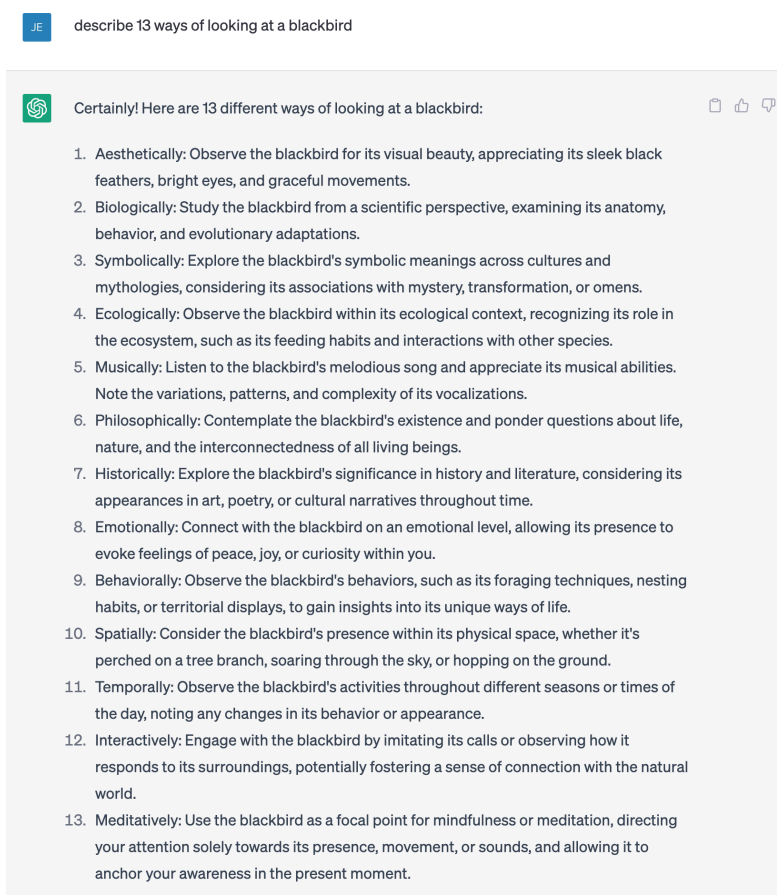 JE
describe 13 ways of looking at a blackbird
Certainly! Here are 13 different ways of looking at a blackbird:
1. Aesthetically: Observe the blackbird for its visual beauty, appreciating its sleek black
feathers, bright eyes, and graceful movements.
2. Biologically: Study the blackbird from a scientific perspective, examining its anatomy,
behavior, and evolutionary adaptations.
3. Symbolically: Explore the blackbird's symbolic meanings across cultures and
mythologies, considering its associations with mystery, transformation, or omens.
4. Ecologically: Observe the blackbird within its ecological context, recognizing its role in
the ecosystem, such as its feeding habits and interactions with other species.
5. Musically: Listen to the blackbird's melodious song and appreciate its musical abilities.
Note the variations, patterns, and complexity of its vocalizations.
6. Philosophically: Contemplate the blackbird's existence and ponder questions about life,
nature, and the interconnectedness of all living beings.
7. Historically: Explore the blackbird's significance in history and literature, considering its
appearances in art, poetry, or cultural narratives throughout time.
8. Emotionally: Connect with the blackbird on an emotional level, allowing its presence to
evoke feelings of peace, joy, or curiosity within you.
9. Behaviorally: Observe the blackbird's behaviors, such as its foraging techniques, nesting
habits, or territorial displays, to gain insights into its unique ways of life.
10. Spatially: Consider the blackbird's presence within its physical space, whether it's
perched on a tree branch, soaring through the sky, or hopping on the ground.
11. Temporally: Observe the blackbird's activities throughout different seasons or times of
the day, noting any changes in its behavior or appearance.
12. Interactively: Engage with the blackbird by imitating its calls or observing how it
responds to its surroundings, potentially fostering a sense of connection with the natural
world.
13. Meditatively: Use the blackbird as a focal point for mindfulness or meditation, directing
your attention solely towards its presence, movement, or sounds, and allowing it to
anchor your awareness in the present moment.